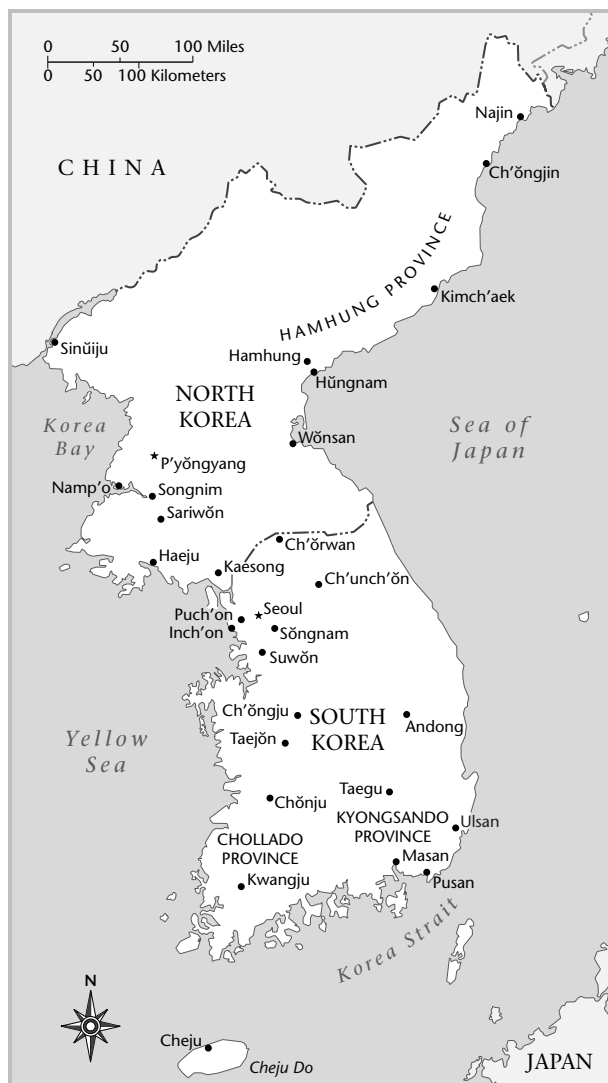 0 50 100 Miles
0 50 100 Kilometers
Najin
CHINA
Ch'ŏngjin
HAMHUNG PROVINCE
Kimch'aek
Sinŭiju
Hamhung
Hŭngnam
NORTH
KOREA
Korea
Bay
Sea of
Japan
Wŏnsan
P'yŏngyang
Namp'o
Songnim
Sariwŏn
Ch'ŏrwan
Haeju
Kaesong
Ch'unch'ŏn
Puch'on
Seoul
Inch'on
Sŏngnam
Suwŏn
Ch'ŏngju
SOUTH
KOREA
Andong
Yellow
Sea
Taejŏn
Taegu
Chŏnju
KYONGSANDO
PROVINCE
Ulsan
CHOLLADO
PROVINCE
Masan
Kwangju
Pusan
Korea Strait
N
Cheju
Cheju Do
JAPAN